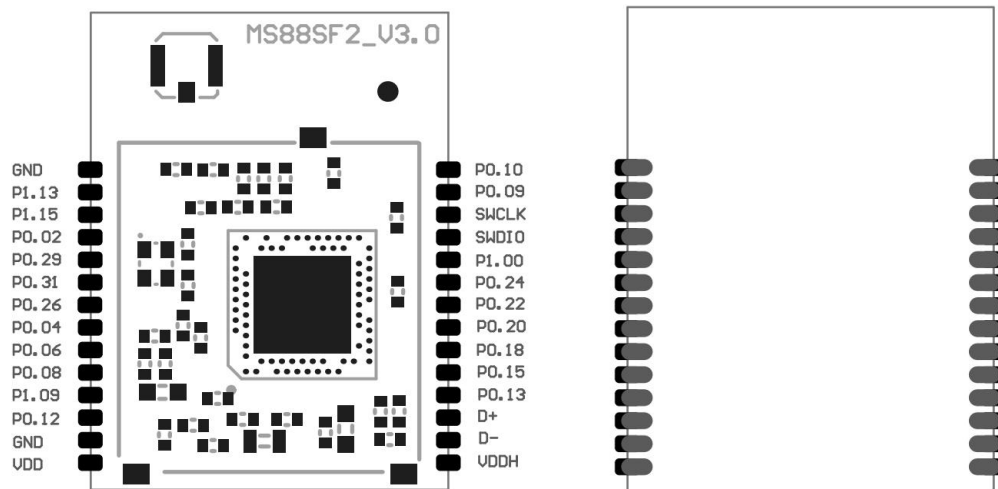 MS88SF2_V3.0
GND
P1.13
P1.15
P0.02
P0.29
P0.31
P0.26
P0.04
P0.06
P0.08
P1.09
P0.12
GND
VDD
P0.10
P0.09
SWCLK
SWDIO
P1.00
P0.24
P0.22
P0.20
P0.18
P0.15
P0.13
D+
D-
VDDH